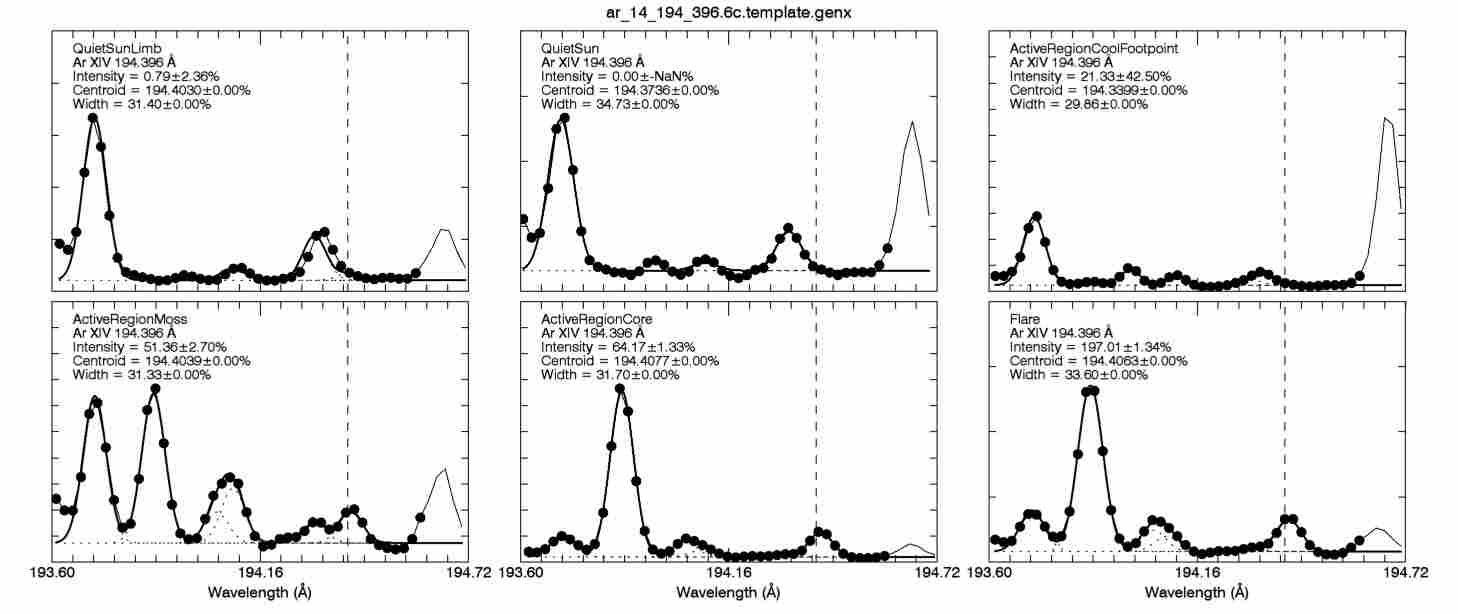 ar_14_194_396.6c.template.genx
QuietSunLimb
Ar XIV 194.396 Å
Intensity = 0.79±2.36%
Centroid = 194.4030±0.00%
Width = 31.40±0.00%
QuietSun
Ar XIV 194.396 Å
Intensity = 0.00±-NaN%
Centroid = 194.3736±0.00%
Width = 34.73±0.00%
ActiveRegionCoolFootpoint
Ar XIV 194.396 Å
Intensity = 21.33±42.50%
Centroid = 194.3399±0.00%
Width = 29.86±0.00%
ActiveRegionMoss
Ar XIV 194.396 Å
Intensity = 51.36±2.70%
Centroid = 194.4039±0.00%
Width = 31.33±0.00%
ActiveRegionCore
Ar XIV 194.396 Å
Intensity = 64.17±1.33%
Centroid = 194.4077±0.00%
Width = 31.70±0.00%
Flare
Ar XIV 194.396 Å
Intensity = 197.01±1.34%
Centroid = 194.4063±0.00%
Width = 33.60±0.00%
193.60 194.16 194.72
193.60 194.16 194.72
193.60 194.16 194.72
Wavelength (Å)
Wavelength (Å)
Wavelength (Å)